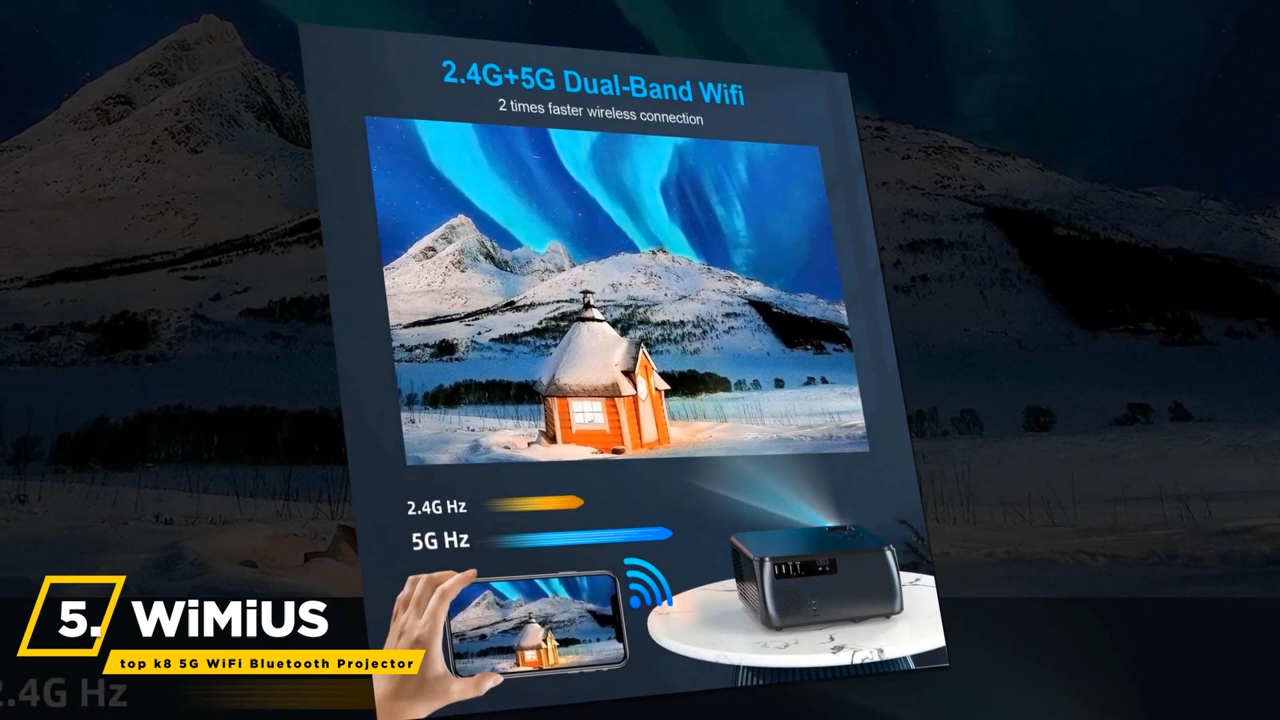 2.4G+5G Dual-Band Wifi
2 times faster wireless connection
2.4G Hz
5G Hz
5. WiMiUS
top k8 5G WiFi Bluetooth Projector
2.4G Hz